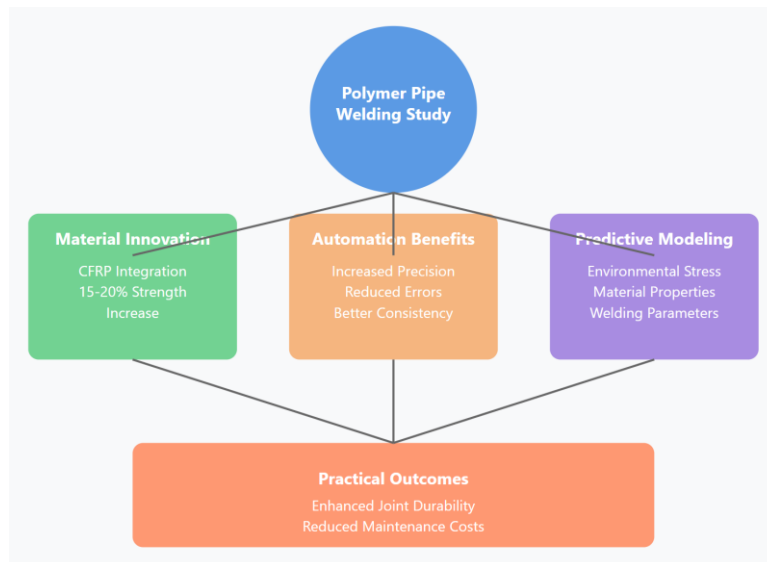 Polymer Pipe
Welding Study
Material Innovation
CFRP Integration
15-20% Strength
Increase
Automation Benefits
Increased Precision
Reduced Errors
Better Consistency
Predictive Modeling
Environmental Stress
Material Properties
Welding Parameters
Practical Outcomes
Enhanced Joint Durability
Reduced Maintenance Costs